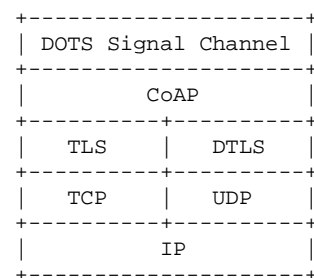 +---------------------+
| DOTS Signal Channel |
+---------------------+
|         CoAP        |
+----------+----------+
|   TLS    |   DTLS   |
+----------+----------+
|   TCP    |   UDP    |
+----------+----------+
|          IP         |
+---------------------+